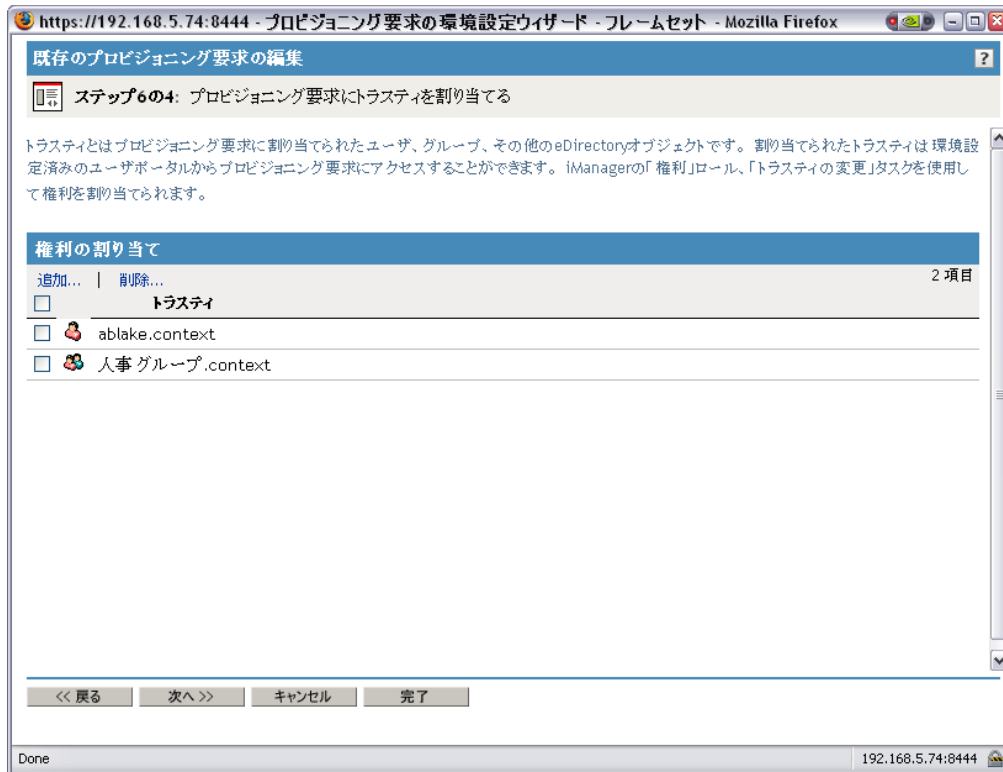 https://192.168.5.74:8444 - プロビジョニング要求の環境設定ウィザード - フレームセット - Mozilla Firefox
既存のプロビジョニング要求の編集
?
ステップ6の4: プロビジョニング要求にトラスティを割り当てる
トラスティとはプロビジョニング要求に割り当てられたユーザ、グループ、その他のeDirectoryオブジェクトです。 割り当てられたトラスティは環境設
定済みのユーザポータルからプロビジョニング要求にアクセスすることができます。 iManagerの「権利」ロール、「トラスティの変更」タスクを使用し
て権利を割り当てられます。
権利の割り当て
追加... | 削除... 2 項目
トラスティ
ablake.context
人事 グループ.context
<< 戻る 次へ >> キャンセル 完了
Done 192.168.5.74:8444